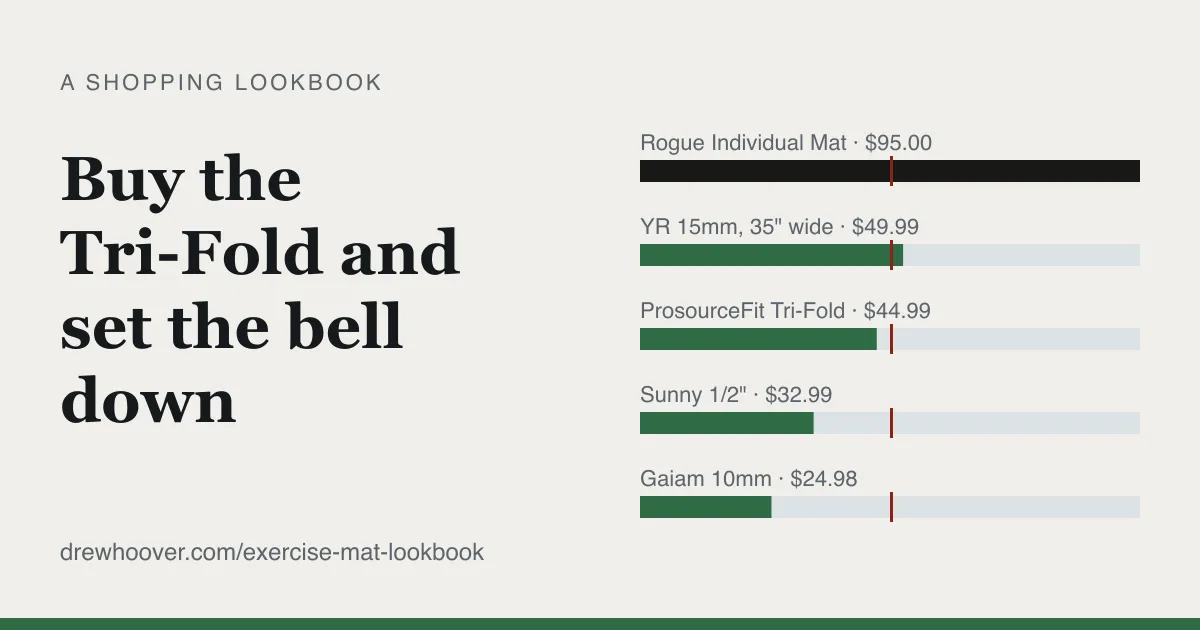 A SHOPPING LOOKBOOK
Buy the
Tri-Fold and
set the bell
down
drewhoover.com/exercise-mat-lookbook
Rogue Individual Mat · $95.00
YR 15mm, 35" wide · $49.99
ProsourceFit Tri-Fold · $44.99
Sunny 1/2" · $32.99
Gaiam 10mm · $24.98